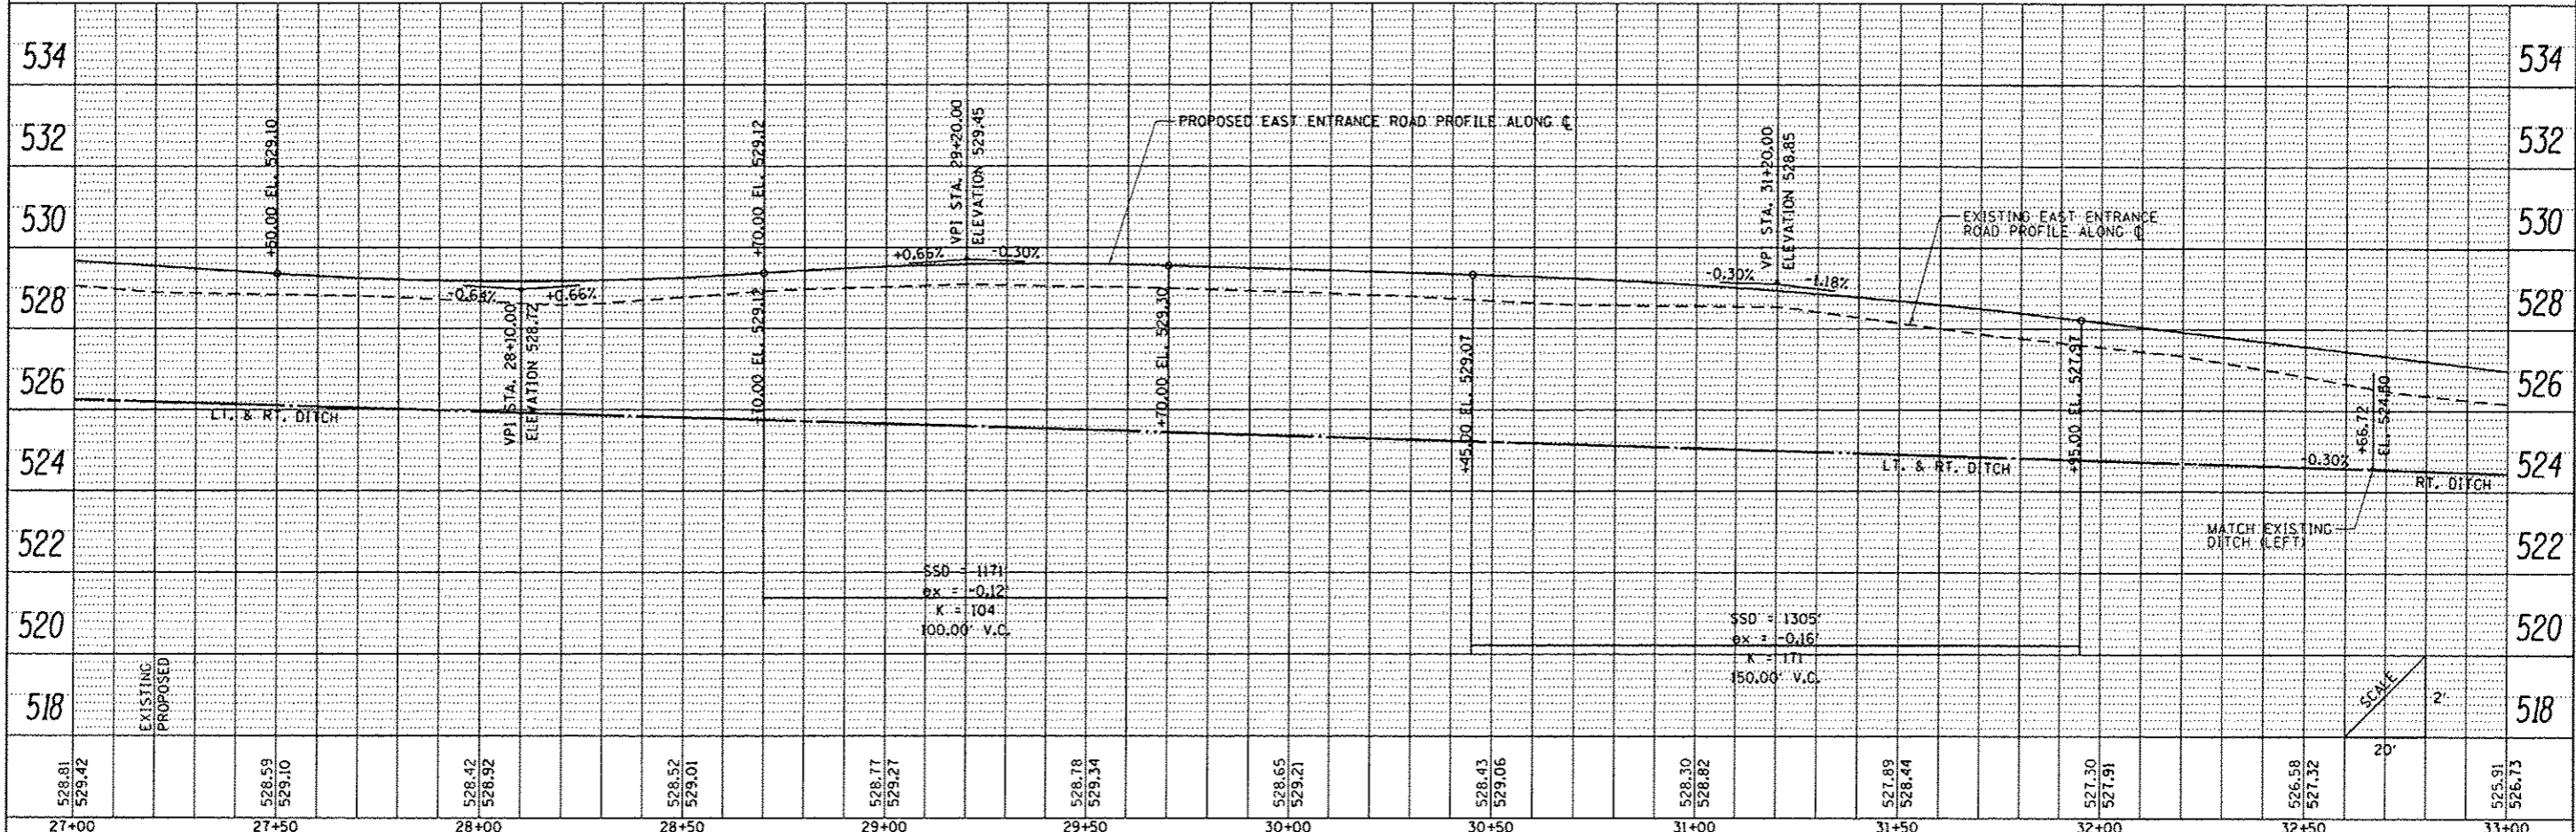 534
534
532
532
530
530
528
528
526
526
524
524
522
522
520
520
518
518
+50.00 EL. 529.10
+70.00 EL. 529.12
VPI STA. 29+20.00
ELEVATION 529.45
PROPOSED EAST ENTRANCE ROAD PROFILE ALONG ℄
VPI STA. 31+20.00
ELEVATION 528.85
EXISTING EAST ENTRANCE
ROAD PROFILE ALONG ℄
+0.66%
-0.30%
-0.30%
-1.18%
-0.64%
+0.66%
VPI STA. 28+10.00
ELEVATION 528.72
+70.00 EL. 529.12
+70.00 EL. 529.30
+45.00 EL. 529.07
+95.00 EL. 527.97
+66.72
EL. 524.60
LT. & RT. DITCH
LT. & RT. DITCH
-0.30%
RT. DITCH
MATCH EXISTING
DITCH (LEFT)
SSD = 1171'
ex = -0.12'
K = 104
100.00' V.C.
SSD = 1305'
ex = -0.16'
K = 171
150.00' V.C.
EXISTING
PROPOSED
SCALE
2'
20'
528.81
529.42
528.59
529.10
528.42
528.92
528.52
529.01
528.77
529.27
528.78
529.34
528.65
529.21
528.43
529.06
528.30
528.82
527.89
528.44
527.30
527.91
526.58
527.32
525.91
526.73
27+00
27+50
28+00
28+50
29+00
29+50
30+00
30+50
31+00
31+50
32+00
32+50
33+00